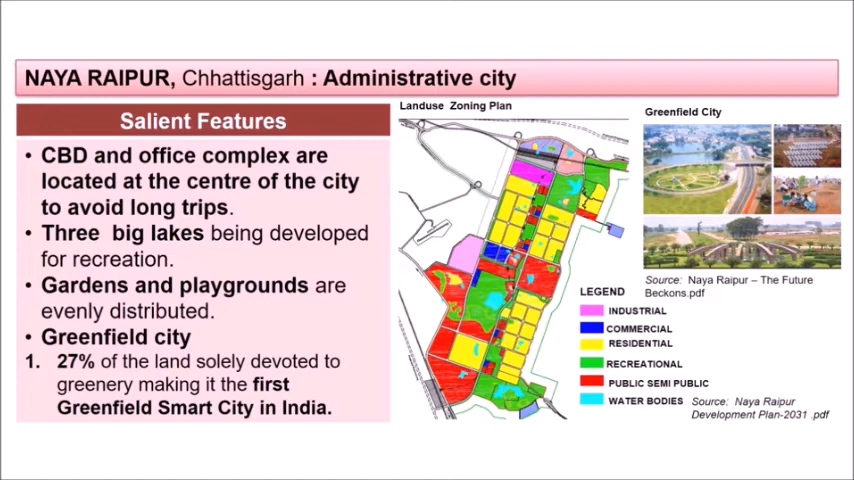 NAYA RAIPUR, Chhattisgarh : Administrative city
Salient Features
• CBD and office complex are
located at the centre of the city
to avoid long trips.
• Three big lakes being developed
for recreation.
• Gardens and playgrounds are
evenly distributed.
• Greenfield city
1. 27% of the land solely devoted to
greenery making it the first
Greenfield Smart City in India.
Landuse Zoning Plan
LEGEND
INDUSTRIAL
COMMERCIAL
RESIDENTIAL
RECREATIONAL
PUBLIC SEMI PUBLIC
WATER BODIES
Greenfield City
Source: Naya Raipur – The Future
Beckons.pdf
Source: Naya Raipur
Development Plan-2031 .pdf